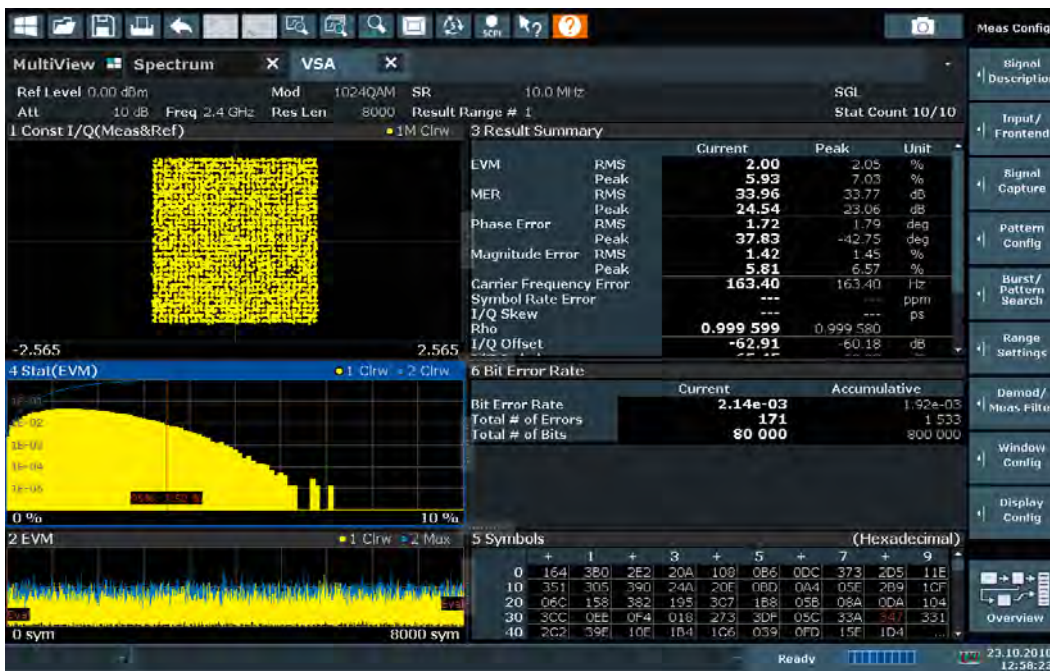 SCPI
Meas Config
MultiView Spectrum X VSA X
Ref Level 0.00 dBm Mod 1024QAM SR 10.0 MHz SGL
Att 10 dB Freq 2.4 GHz Res Len 8000 Result Range # 1 Stat Count 10/10
1 Const I/Q(Meas&Ref) 1M Clrw
-2.565 2.565
3 Result Summary
Current Peak Unit
EVM RMS 2.00 2.05 %
Peak 5.93 7.03 %
MER RMS 33.96 33.77 dB
Peak 24.54 23.06 dB
Phase Error RMS 1.72 1.79 deg
Peak 37.83 -42.75 deg
Magnitude Error RMS 1.42 1.45 %
Peak 5.81 6.57 %
Carrier Frequency Error 163.40 163.40 Hz
Symbol Rate Error --- --- ppm
I/Q Skew --- --- ps
Rho 0.999 599 0.999 580
I/Q Offset -62.91 -60.18 dB
4 Stat(EVM) 1 Clrw 2 Clrw
1E-02
1E-03
1E-04
1E-05
0 % 10 %
6 Bit Error Rate
Current Accumulative
Bit Error Rate 2.14e-03 1.92e-03
Total # of Errors 171 1 533
Total # of Bits 80 000 800 000
2 EVM 1 Clrw 2 Max
0 sym 8000 sym
5 Symbols (Hexadecimal)
+ 1 + 3 + 5 + 7 + 9
0 164 3B0 2E2 20A 108 0B6 0DC 373 2D5 11E
10 351 305 390 24A 20E 0BD 0A4 05E 2B9 1CF
20 06C 158 382 195 3C7 1B8 05B 08A 0DA 104
30 3CC 0EE 0F4 018 273 3DF 05C 33A 347 331
40 2C2 39E 10E 1B4 1C6 039 0FD 15E 1D4 ...
Signal
Description
Input/
Frontend
Signal
Capture
Pattern
Config
Burst/
Pattern
Search
Range
Settings
Demod/
Meas Filter
Window
Config
Display
Config
Overview
Ready
23.10.2010